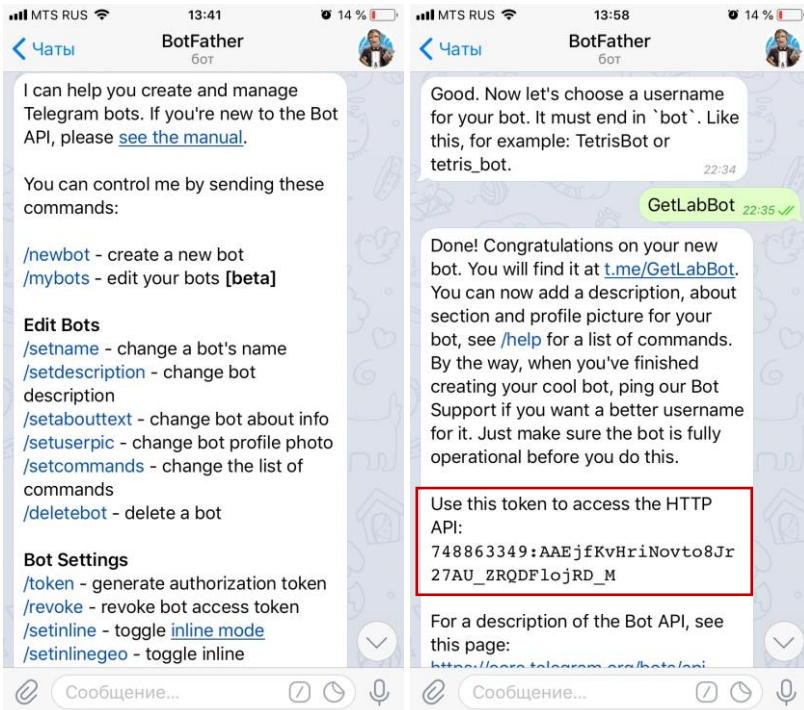 MTS RUS 13:41 14 %
Чаты BotFather
бот
I can help you create and manage
Telegram bots. If you're new to the Bot
API, please see the manual.
You can control me by sending these
commands:
/newbot - create a new bot
/mybots - edit your bots [beta]
Edit Bots
/setname - change a bot's name
/setdescription - change bot
description
/setabouttext - change bot about info
/setuserpic - change bot profile photo
/setcommands - change the list of
commands
/deletebot - delete a bot
Bot Settings
/token - generate authorization token
/revoke - revoke bot access token
/setinline - toggle inline mode
/setinlinegeo - toggle inline
Сообщение...
MTS RUS 13:58 14 %
Чаты BotFather
бот
Good. Now let's choose a username
for your bot. It must end in `bot`. Like
this, for example: TetrisBot or
tetris_bot.
22:34
GetLabBot 22:35
Done! Congratulations on your new
bot. You will find it at t.me/GetLabBot.
You can now add a description, about
section and profile picture for your
bot, see /help for a list of commands.
By the way, when you've finished
creating your cool bot, ping our Bot
Support if you want a better username
for it. Just make sure the bot is fully
operational before you do this.
Use this token to access the HTTP
API:
748863349:AAEjfKvHriNovto8Jr
27AU_ZRQDFlojRD_M
For a description of the Bot API, see
this page:
https://core.telegram.org/bots/api
Сообщение...